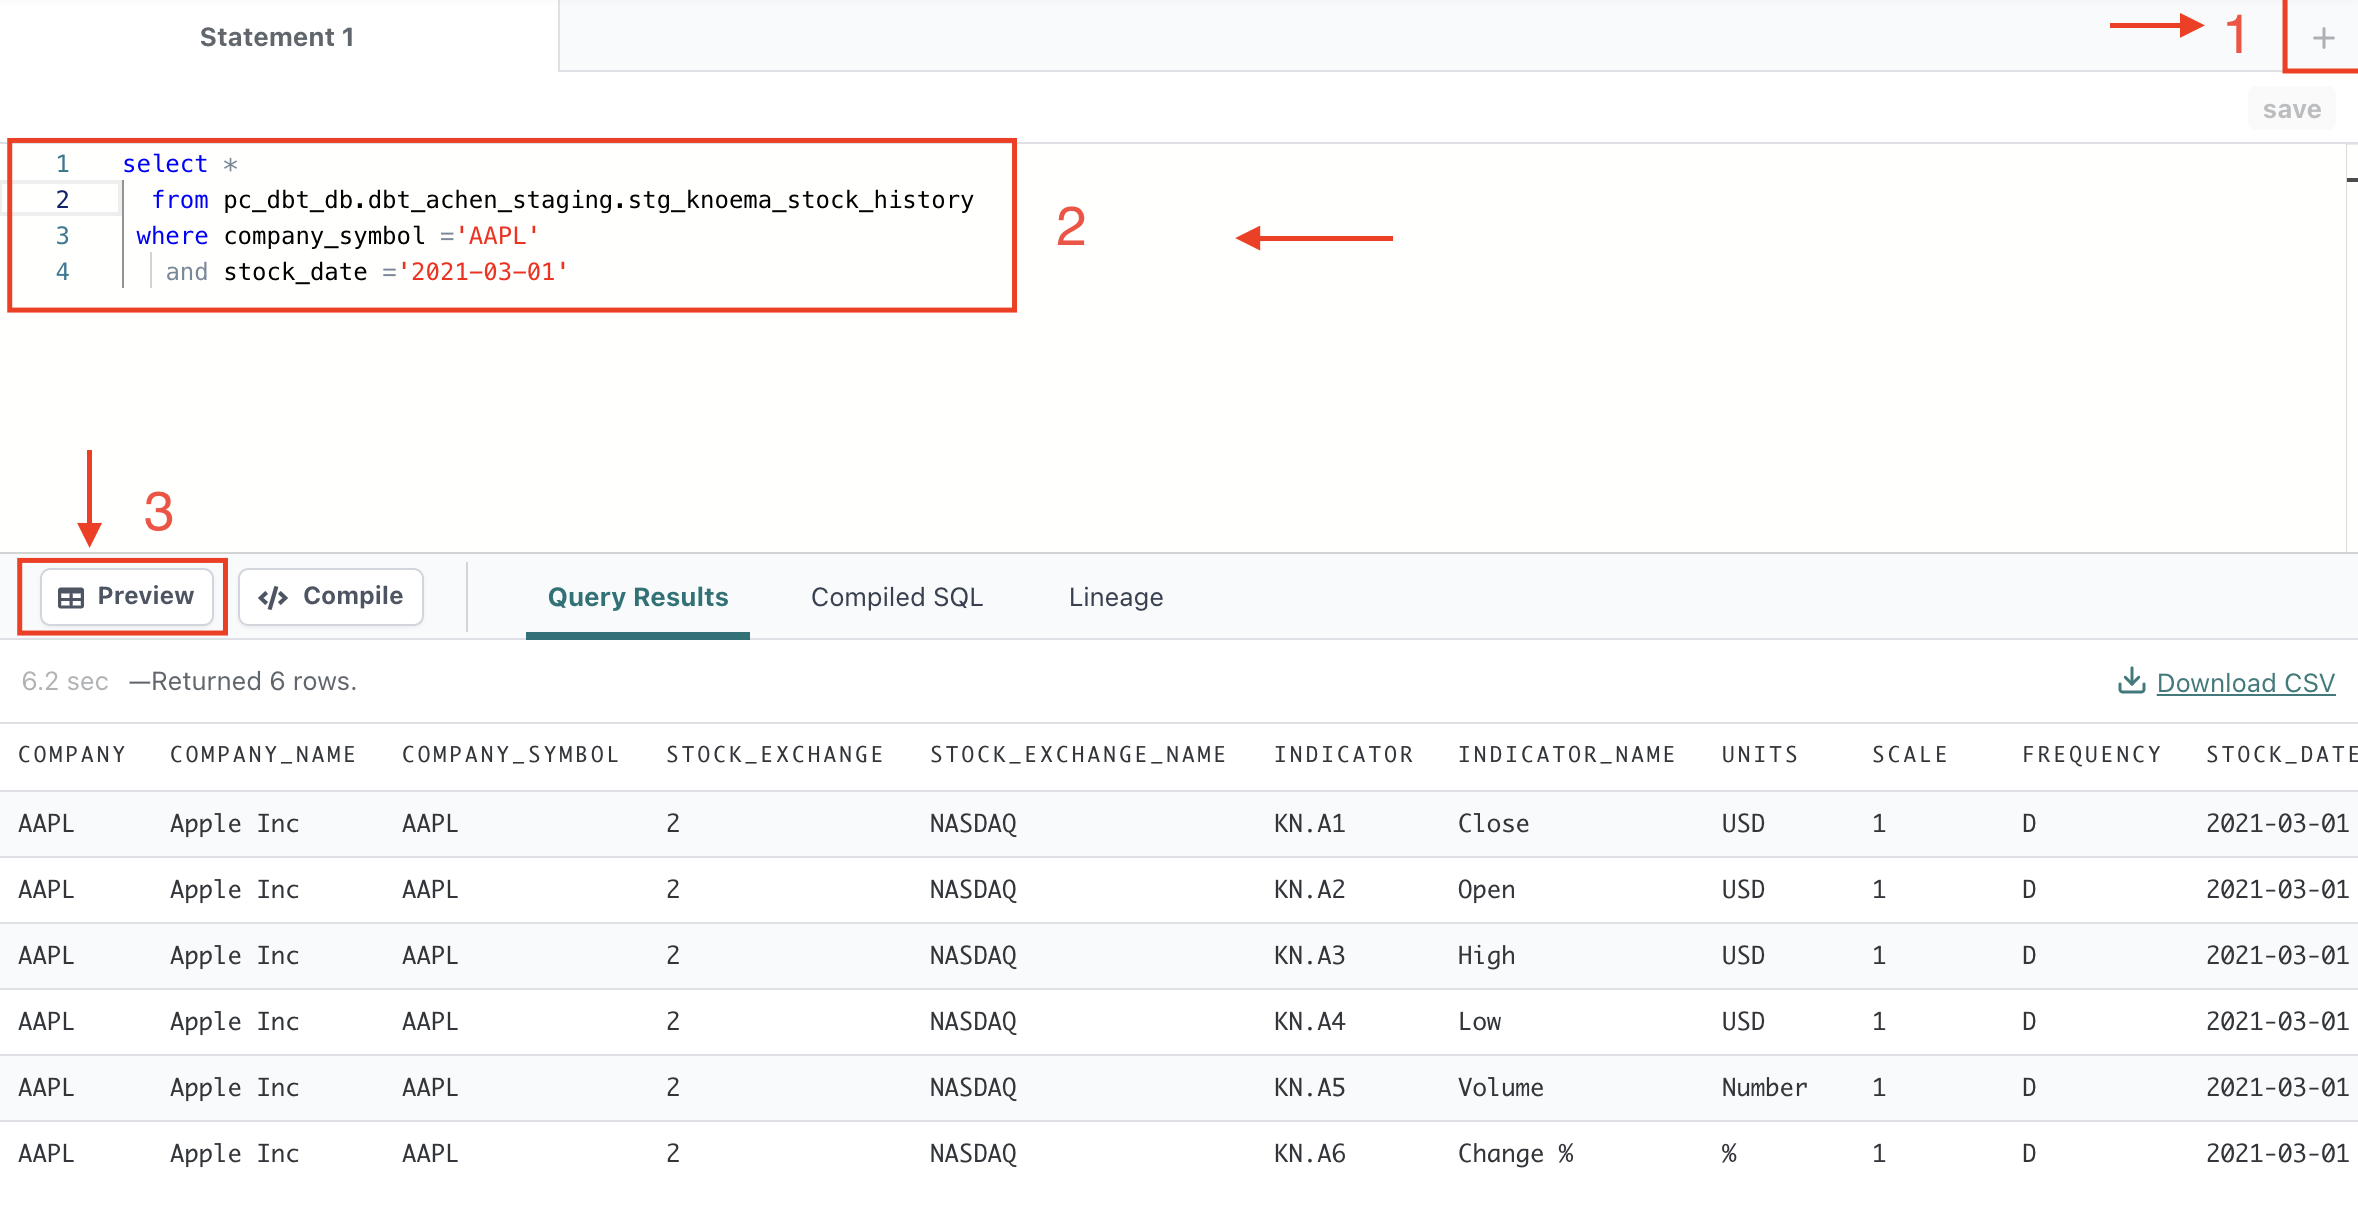 Statement 1
1
+
save
1 select *
2 from pc_dbt_db.dbt_achen_staging.stg_knoema_stock_history
3 where company_symbol ='AAPL'
4 and stock_date ='2021-03-01'
2
3
Preview </> Compile Query Results Compiled SQL Lineage
6.2 sec —Returned 6 rows. Download CSV
COMPANY COMPANY_NAME COMPANY_SYMBOL STOCK_EXCHANGE STOCK_EXCHANGE_NAME INDICATOR INDICATOR_NAME UNITS SCALE FREQUENCY STOCK_DATE
AAPL Apple Inc AAPL 2 NASDAQ KN.A1 Close USD 1 D 2021-03-01
AAPL Apple Inc AAPL 2 NASDAQ KN.A2 Open USD 1 D 2021-03-01
AAPL Apple Inc AAPL 2 NASDAQ KN.A3 High USD 1 D 2021-03-01
AAPL Apple Inc AAPL 2 NASDAQ KN.A4 Low USD 1 D 2021-03-01
AAPL Apple Inc AAPL 2 NASDAQ KN.A5 Volume Number 1 D 2021-03-01
AAPL Apple Inc AAPL 2 NASDAQ KN.A6 Change % % 1 D 2021-03-01